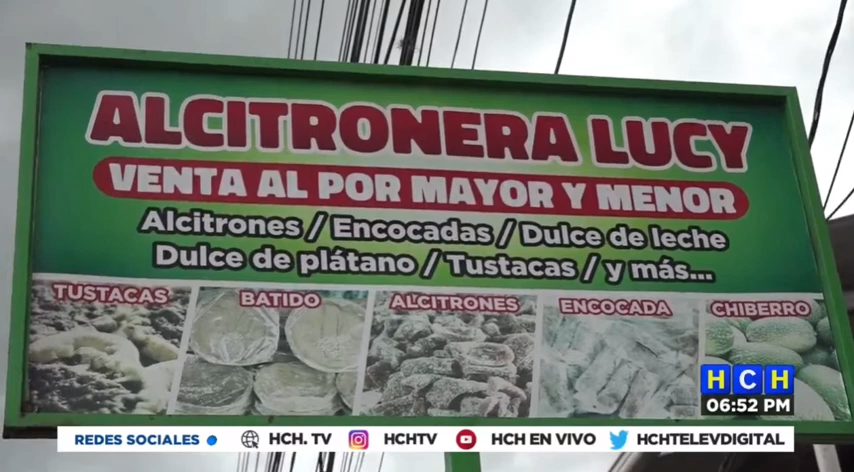 ALCITRONERA LUCY
VENTA AL POR MAYOR Y MENOR
Alcitrones / Encocadas / Dulce de leche
Dulce de plátano / Tustacas / y más...
TUSTACAS BATIDO ALCITRONES ENCOCADA CHIBERRO
HCH
06:52 PM
REDES SOCIALES HCH. TV HCHTV HCH EN VIVO HCHTELEVDIGITAL